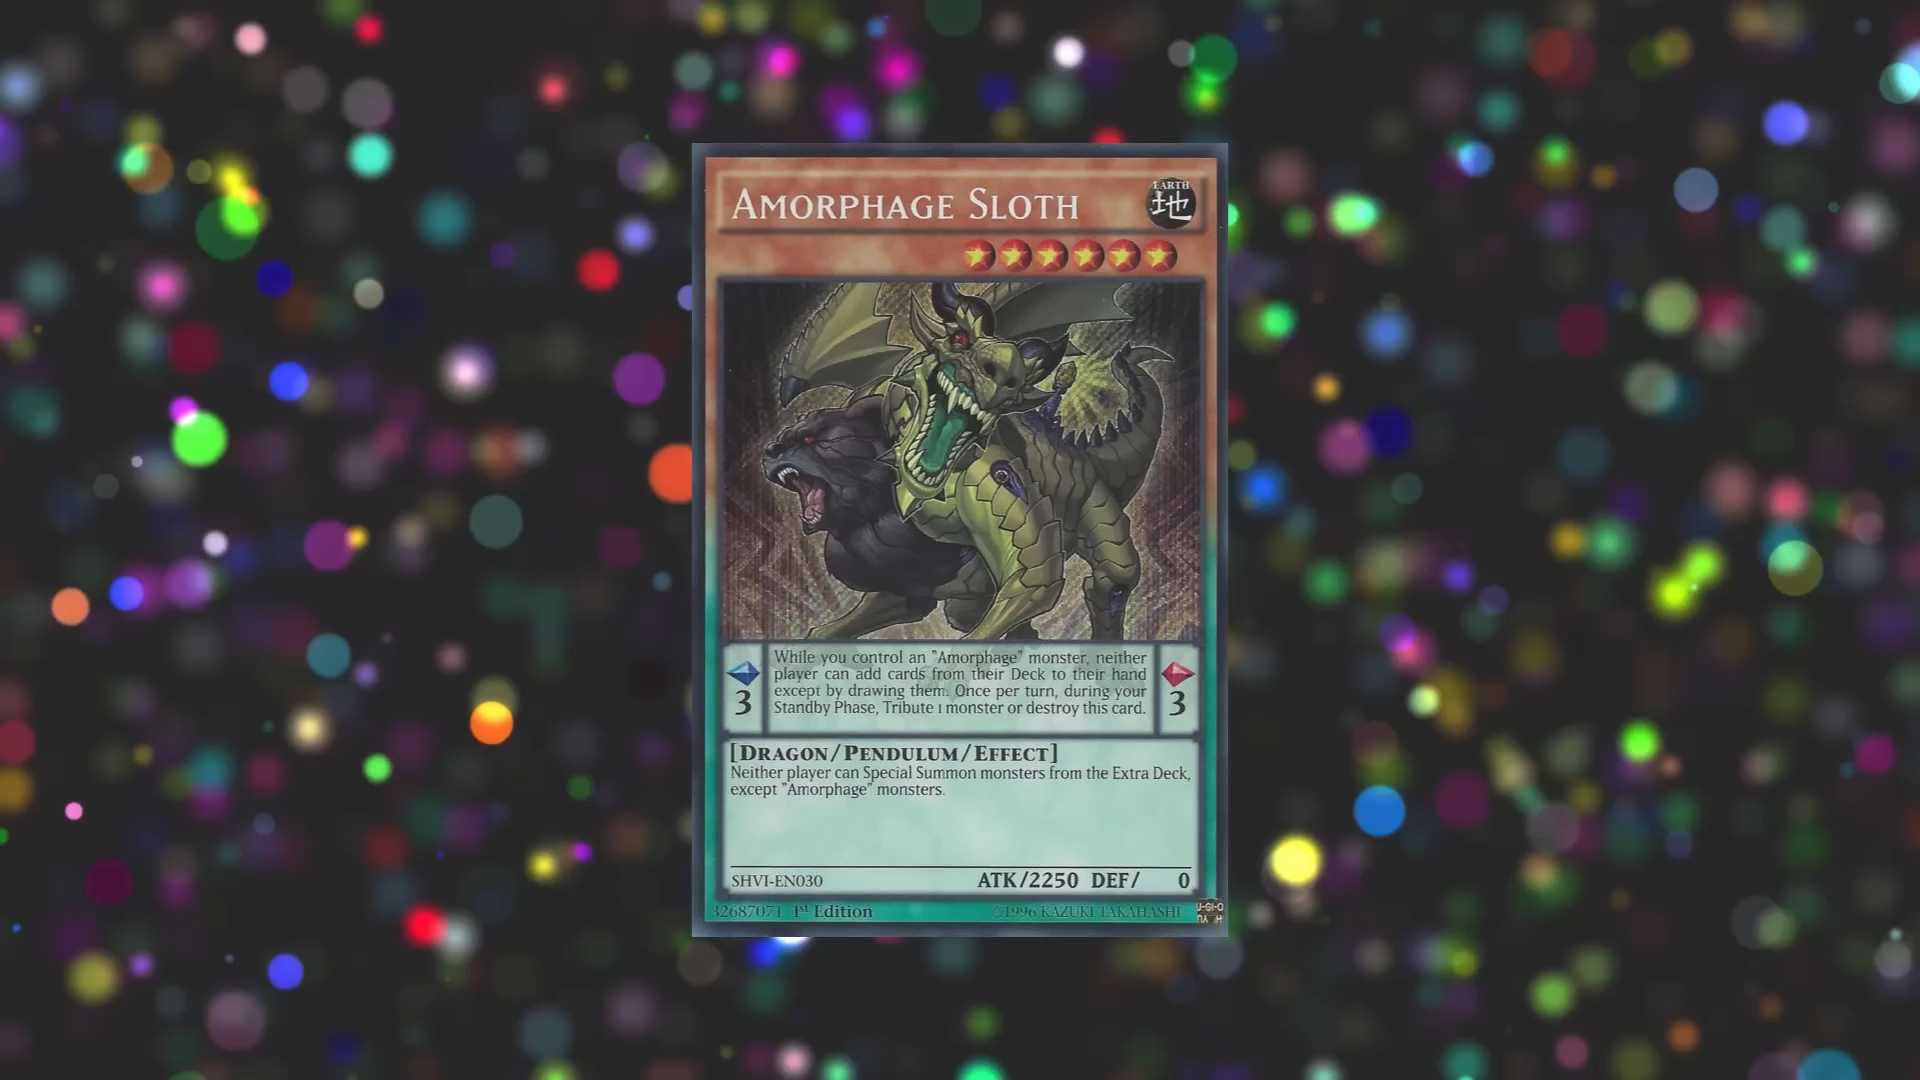 AMORPHAGE SLOTH
EARTH
地
While you control an "Amorphage" monster, neither
player can add cards from their Deck to their hand
except by drawing them. Once per turn, during your
Standby Phase, Tribute 1 monster or destroy this card.
3
3
[DRAGON/PENDULUM/EFFECT]
Neither player can Special Summon monsters from the Extra Deck,
except "Amorphage" monsters.
SHVI-EN030
ATK/2250 DEF/ 0
32687071 1st Edition
©1996 KAZUKI TAKAHASHI